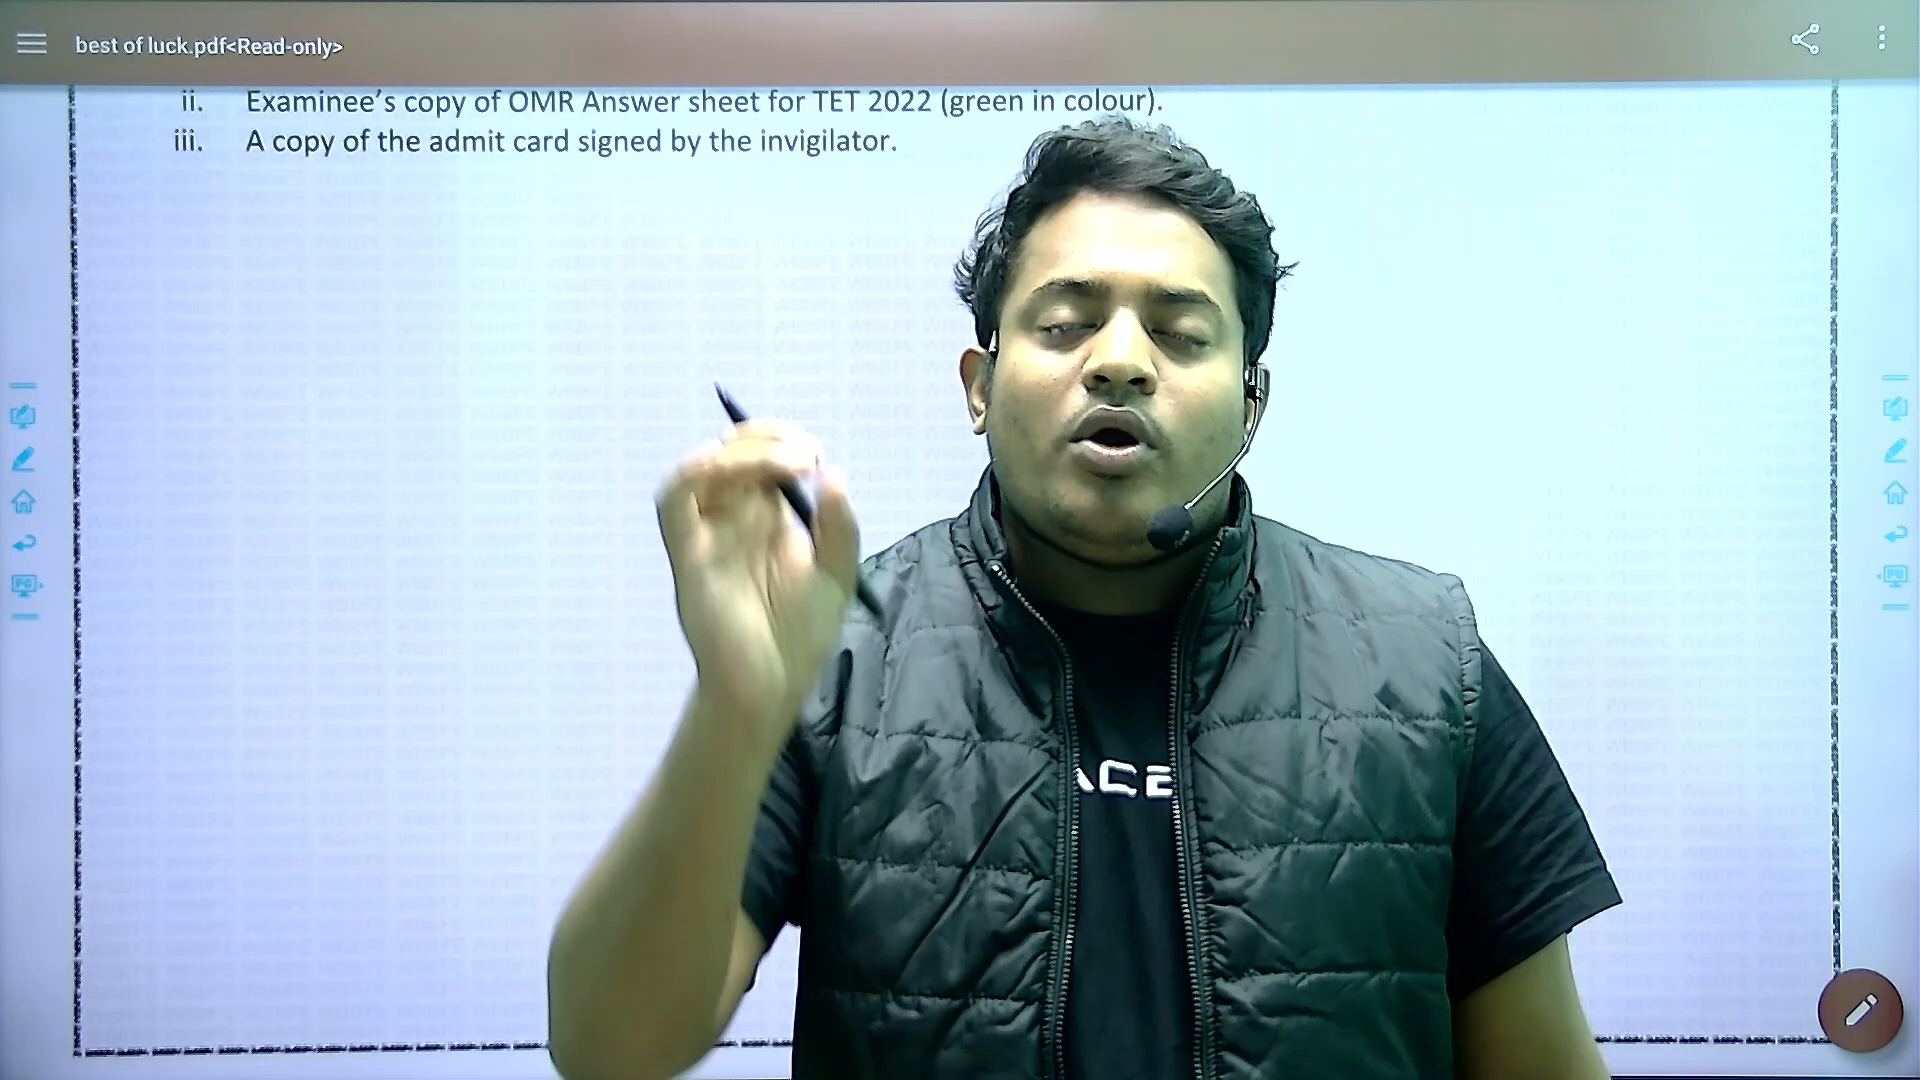 best of luck.pdf<Read-only>
ii. Examinee's copy of OMR Answer sheet for TET 2022 (green in colour).
iii. A copy of the admit card signed by the invigilator.
ACE